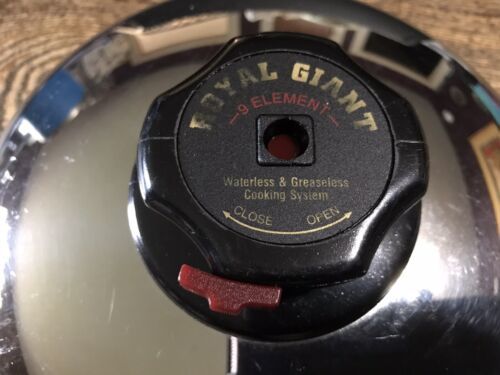 ROYAL GIANT
—9 ELEMENT—
Waterless & Greaseless
Cooking System
CLOSE OPEN